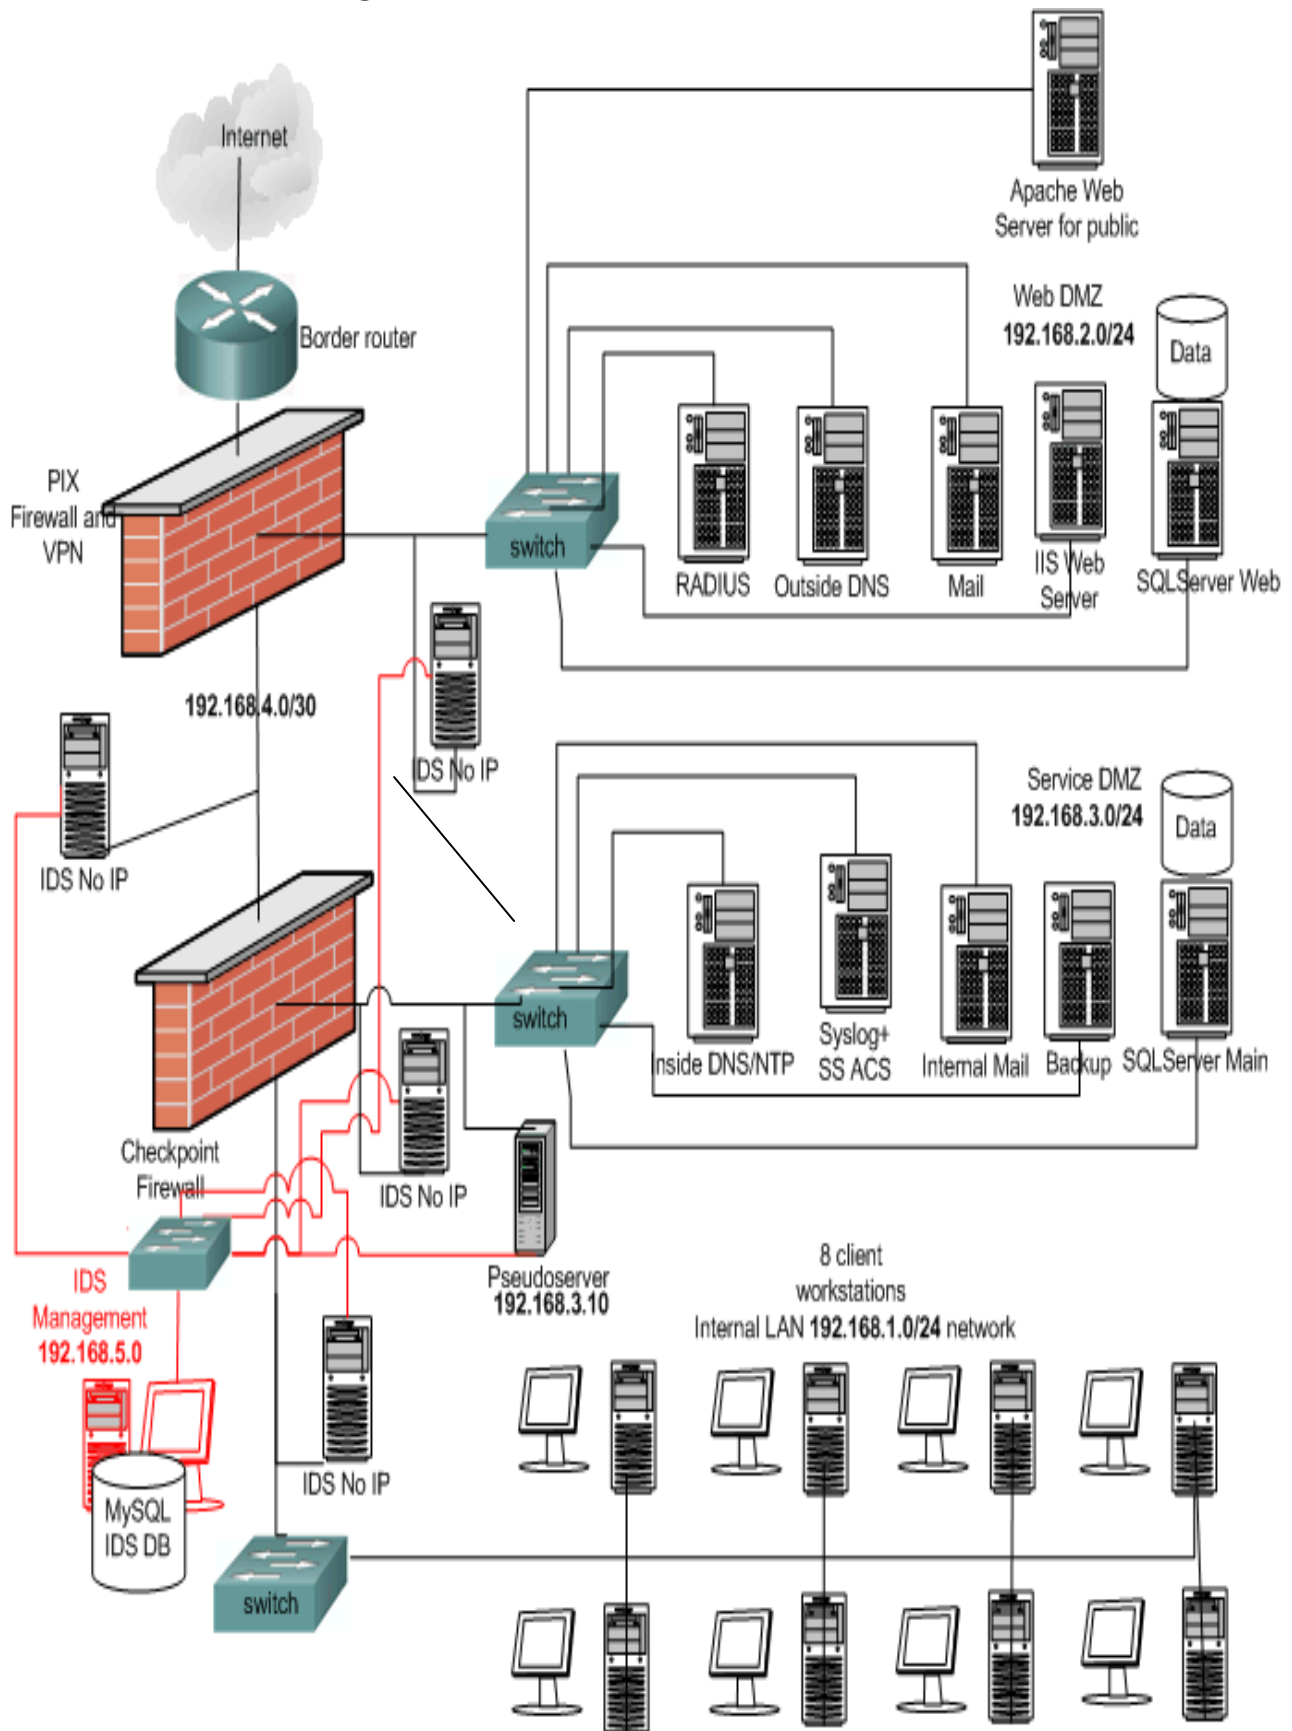 Internet
Apache Web
Server for public
Border router
Web DMZ
192.168.2.0/24
Data
PIX
Firewall and
VPN
switch
RADIUS
Outside DNS
Mail
IIS Web
Server
SQLServer Web
192.168.4.0/30
IDS No IP
IDS No IP
Service DMZ
192.168.3.0/24
Data
switch
Inside DNS/NTP
Syslog+
SS ACS
Internal Mail
Backup
SQLServer Main
Checkpoint
Firewall
IDS No IP
Pseudoserver
192.168.3.10
IDS
Management
192.168.5.0
8 client
workstations
Internal LAN 192.168.1.0/24 network
IDS No IP
MySQL
IDS DB
switch